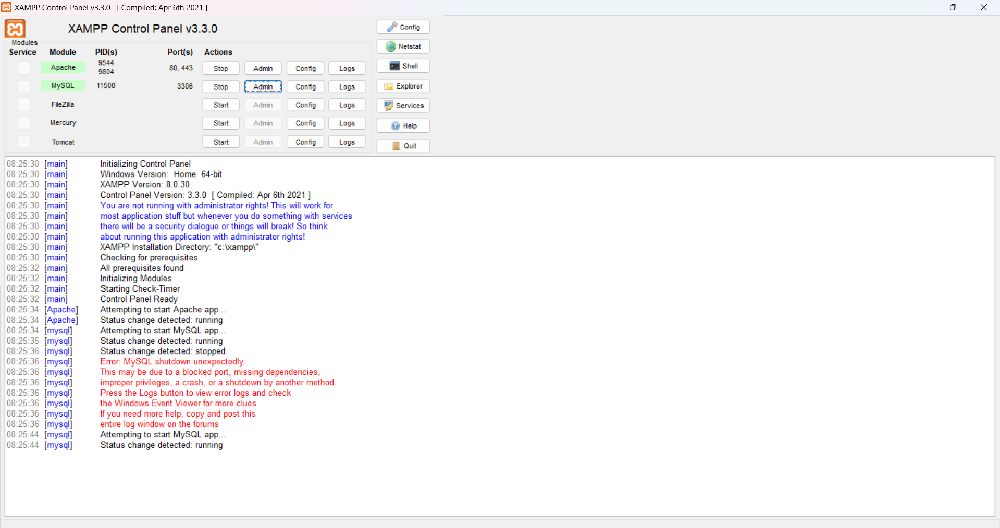 XAMPP Control Panel v3.3.0 [ Compiled: Apr 6th 2021 ]
XAMPP Control Panel v3.3.0
Config
Modules
Service Module PID(s) Port(s) Actions
Netstat
Apache 9544 9804 80, 443 Stop Admin Config Logs
Shell
MySQL 11508 3306 Stop Admin Config Logs
Explorer
FileZilla Start Admin Config Logs
Services
Mercury Start Admin Config Logs
Help
Tomcat Start Admin Config Logs
Quit
08:25:30 [main] Initializing Control Panel
08:25:30 [main] Windows Version: Home 64-bit
08:25:30 [main] XAMPP Version: 8.0.30
08:25:30 [main] Control Panel Version: 3.3.0 [ Compiled: Apr 6th 2021 ]
08:25:30 [main] You are not running with administrator rights! This will work for
08:25:30 [main] most application stuff but whenever you do something with services
08:25:30 [main] there will be a security dialogue or things will break! So think
08:25:30 [main] about running this application with administrator rights!
08:25:30 [main] XAMPP Installation Directory: "c:\xampp\"
08:25:30 [main] Checking for prerequisites
08:25:32 [main] All prerequisites found
08:25:32 [main] Initializing Modules
08:25:32 [main] Starting Check-Timer
08:25:32 [main] Control Panel Ready
08:25:34 [Apache] Attempting to start Apache app...
08:25:34 [Apache] Status change detected: running
08:25:34 [mysql] Attempting to start MySQL app...
08:25:35 [mysql] Status change detected: running
08:25:36 [mysql] Status change detected: stopped
08:25:36 [mysql] Error: MySQL shutdown unexpectedly.
08:25:36 [mysql] This may be due to a blocked port, missing dependencies,
08:25:36 [mysql] improper privileges, a crash, or a shutdown by another method.
08:25:36 [mysql] Press the Logs button to view error logs and check
08:25:36 [mysql] the Windows Event Viewer for more clues
08:25:36 [mysql] If you need more help, copy and post this
08:25:36 [mysql] entire log window on the forums
08:25:44 [mysql] Attempting to start MySQL app...
08:25:44 [mysql] Status change detected: running